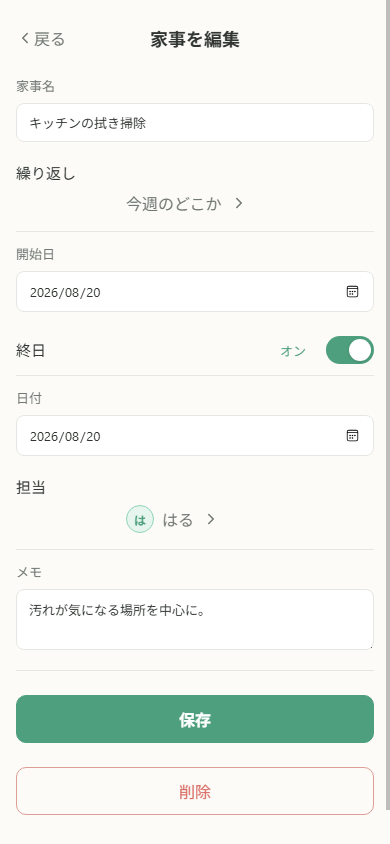 戻る
家事を編集
家事名
キッチンの拭き掃除
繰り返し
今週のどこか
開始日
2026/08/20
終日
オン
日付
2026/08/20
担当
は はる
メモ
汚れが気になる場所を中心に。
保存
削除